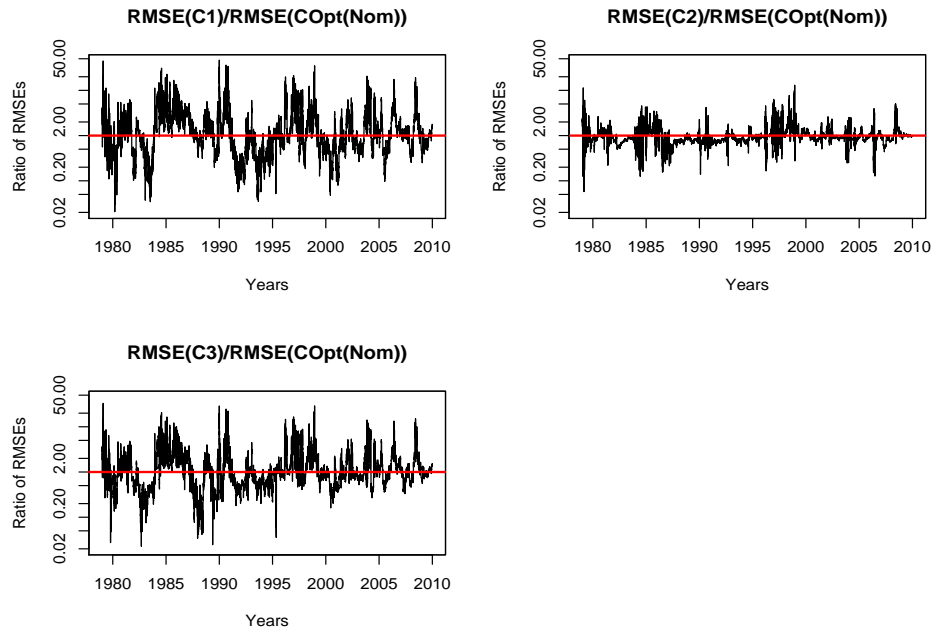 RMSE(C1)/RMSE(COpt(Nom))
Ratio of RMSEs
50.00
2.00
0.20
0.02
1980 1985 1990 1995 2000 2005 2010
Years
RMSE(C2)/RMSE(COpt(Nom))
Ratio of RMSEs
50.00
2.00
0.20
0.02
1980 1985 1990 1995 2000 2005 2010
Years
RMSE(C3)/RMSE(COpt(Nom))
Ratio of RMSEs
50.00
2.00
0.20
0.02
1980 1985 1990 1995 2000 2005 2010
Years